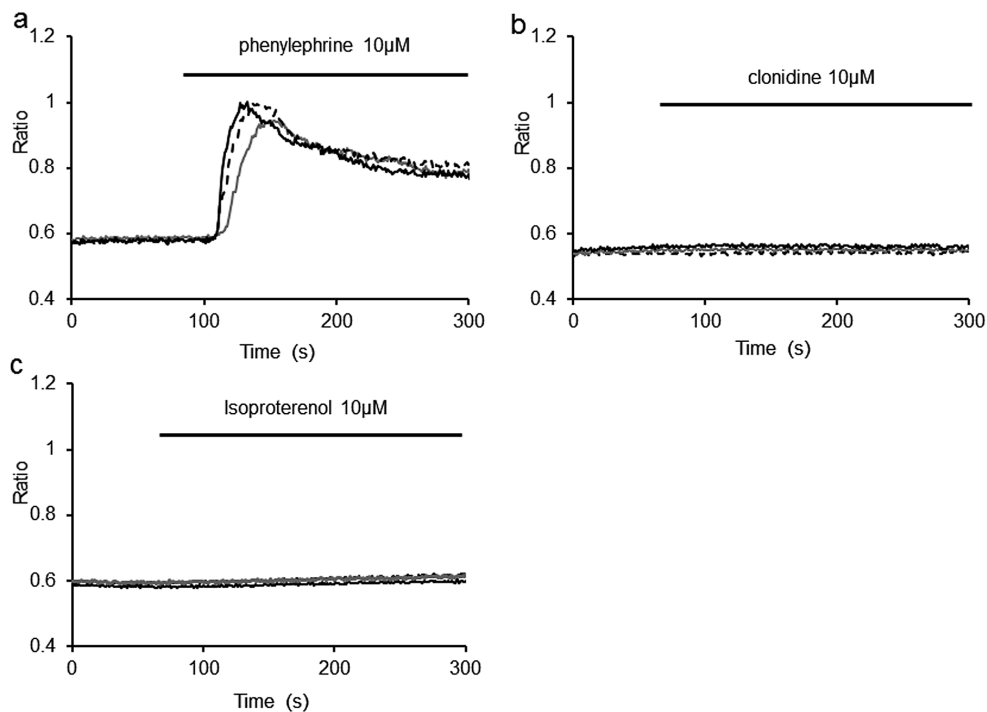 a
1.2
phenylephrine 10µM
1
Ratio
0.8
0.6
0.4
0 100 200 300
Time (s)
b
1.2
clonidine 10µM
1
Ratio
0.8
0.6
0.4
0 100 200 300
Time (s)
c
1.2
Isoproterenol 10µM
1
Ratio
0.8
0.6
0.4
0 100 200 300
Time (s)